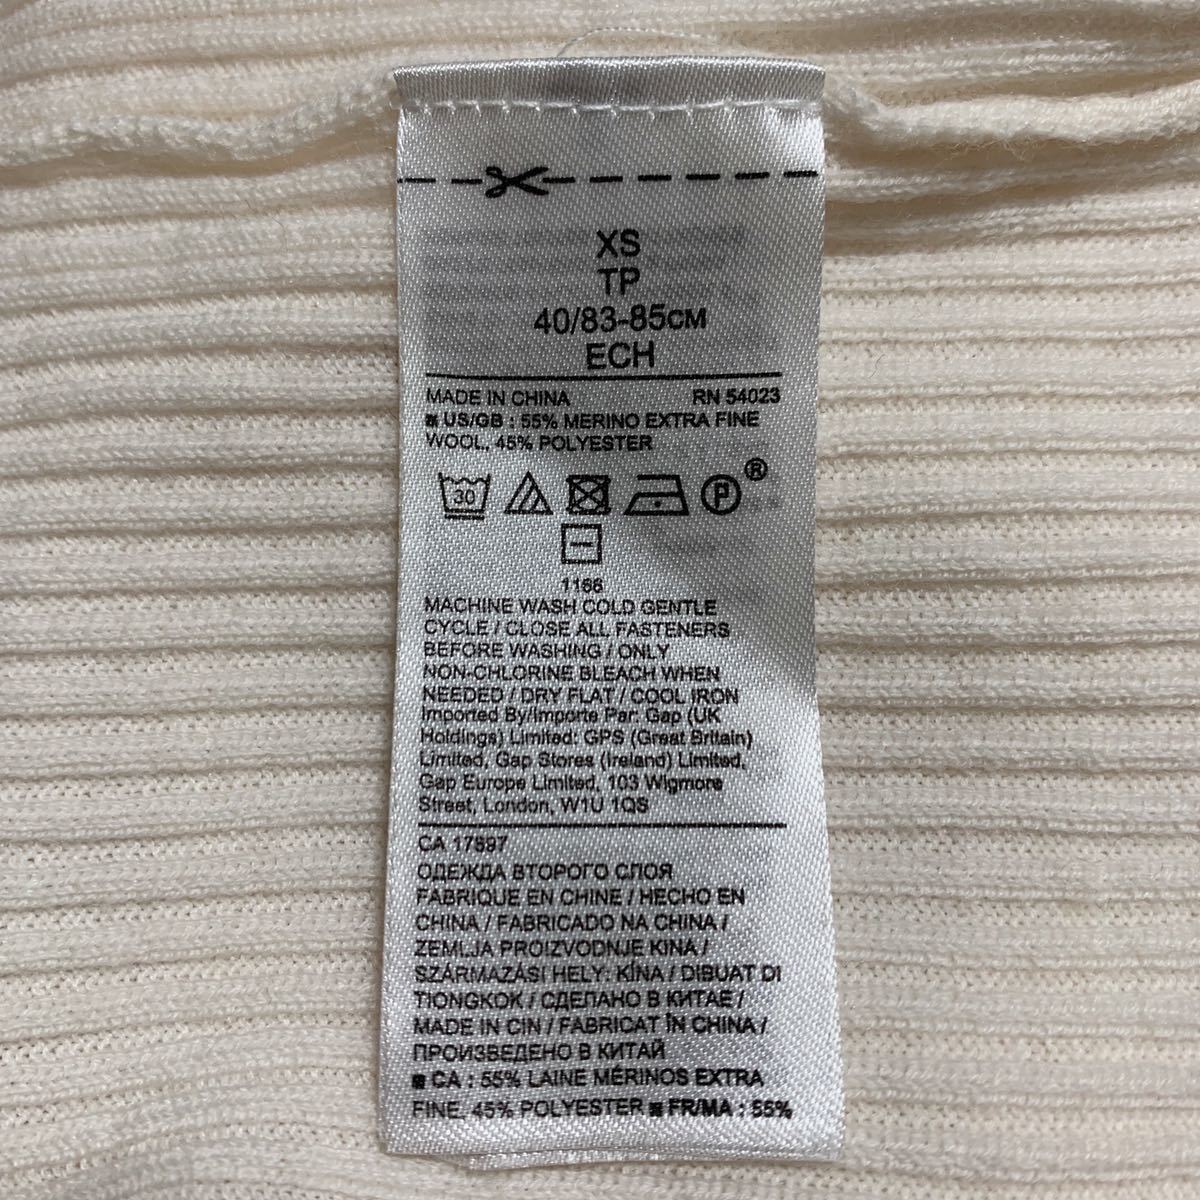 XS
TP
40/83-85CM
ECH
MADE IN CHINA RN 54023
US/GB : 55% MERINO EXTRA FINE
WOOL, 45% POLYESTER
30 P ®
1166
MACHINE WASH COLD GENTLE
CYCLE / CLOSE ALL FASTENERS
BEFORE WASHING / ONLY
NON-CHLORINE BLEACH WHEN
NEEDED / DRY FLAT / COOL IRON
Imported By/Importe Par: Gap (UK
Holdings) Limited: GPS (Great Britain)
Limited, Gap Stores (Ireland) Limited,
Gap Europe Limited, 103 Wigmore
Street, London, W1U 1QS
CA 17897
ОДЕЖДА ВТОРОГО СЛОЯ
FABRIQUE EN CHINE / HECHO EN
CHINA / FABRICADO NA CHINA /
ZEMLJA PROIZVODNJE KINA /
SZÁRMAZÁSI HELY: KÍNA / DIBUAT DI
TIONGKOK / СДЕЛАНО В КИТАЕ /
MADE IN CIN / FABRICAT ÎN CHINA /
ПРОИЗВЕДЕНО В КИТАЙ
CA : 55% LAINE MÉRINOS EXTRA
FINE, 45% POLYESTER FR/MA : 55%